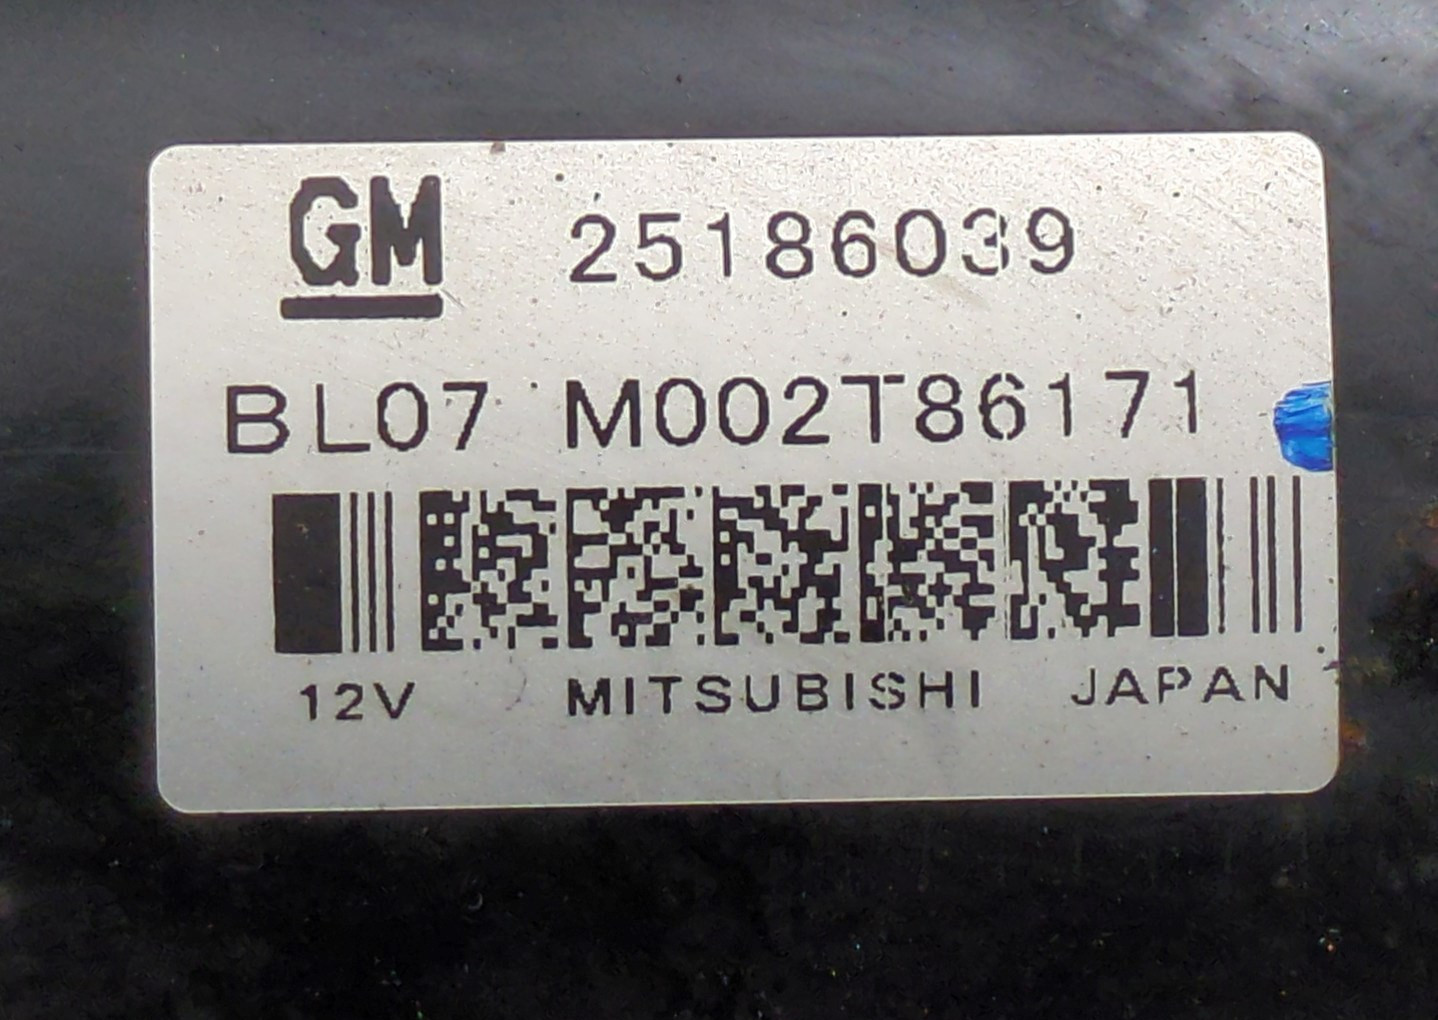 GM 25186039
BL07 M002T86171
12V MITSUBISHI JAPAN